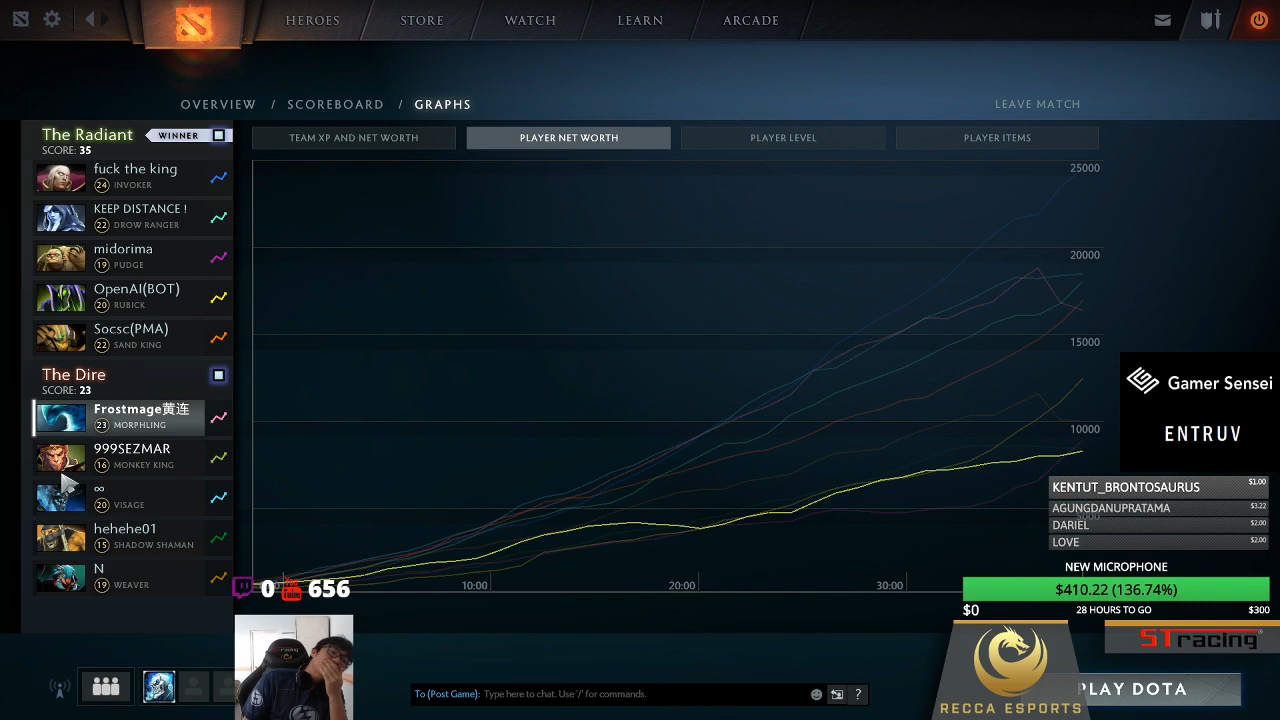 HEROES
STORE
WATCH
LEARN
ARCADE
OVERVIEW / SCOREBOARD / GRAPHS
LEAVE MATCH
The Radiant
WINNER
SCORE: 35
TEAM XP AND NET WORTH
PLAYER NET WORTH
PLAYER LEVEL
PLAYER ITEMS
fuck the king
24 INVOKER
KEEP DISTANCE !
22 DROW RANGER
midorima
19 PUDGE
OpenAI(BOT)
20 RUBICK
Socsc(PMA)
22 SAND KING
The Dire
SCORE: 23
Frostmage黄连
23 MORPHLING
999SEZMAR
16 MONKEY KING
∞
20 VISAGE
hehehe01
15 SHADOW SHAMAN
N
19 WEAVER
25000
20000
15000
10000
5000
10:00
20:00
30:00
0
You Tube
656
Gamer Sensei
ENTRUV
KENTUT_BRONTOSAURUS $1.00
AGUNGDANUPRATAMA $3.22
DARIEL $2.00
LOVE $2.00
NEW MICROPHONE
$410.22 (136.74%)
$0 28 HOURS TO GO $300
STracing
RECCA ESPORTS
PLAY DOTA
To (Post Game): Type here to chat. Use '/' for commands.
?